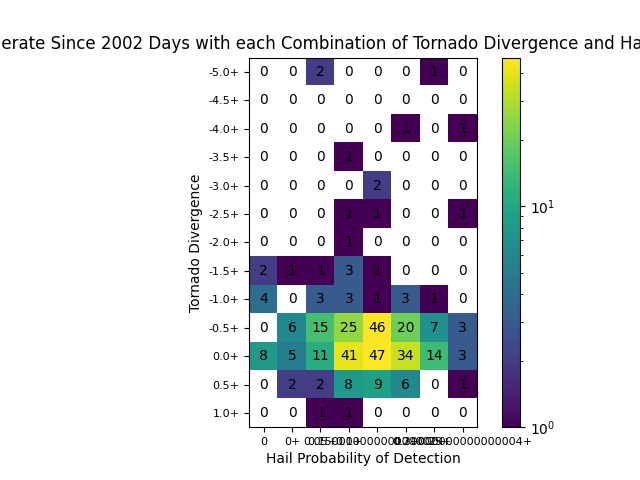 erate Since 2002 Days with each Combination of Tornado Divergence and Ha
-5.0+ 0 0 2 0 0 0 1 0
-4.5+ 0 0 0 0 0 0 0 0
-4.0+ 0 0 0 0 0 1 0 1
-3.5+ 0 0 0 1 0 0 0 0
-3.0+ 0 0 0 0 2 0 0 0
-2.5+ 0 0 0 1 1 0 0 1
-2.0+ 0 0 0 1 0 0 0 0
-1.5+ 2 1 1 3 1 0 0 0
-1.0+ 4 0 3 3 1 3 1 0
-0.5+ 0 6 15 25 46 20 7 3
0.0+ 8 5 11 41 47 34 14 3
0.5+ 0 2 2 8 9 6 0 1
1.0+ 0 0 1 1 0 0 0 0
0 0+
Hail Probability of Detection
Tornado Divergence
10¹
10⁰